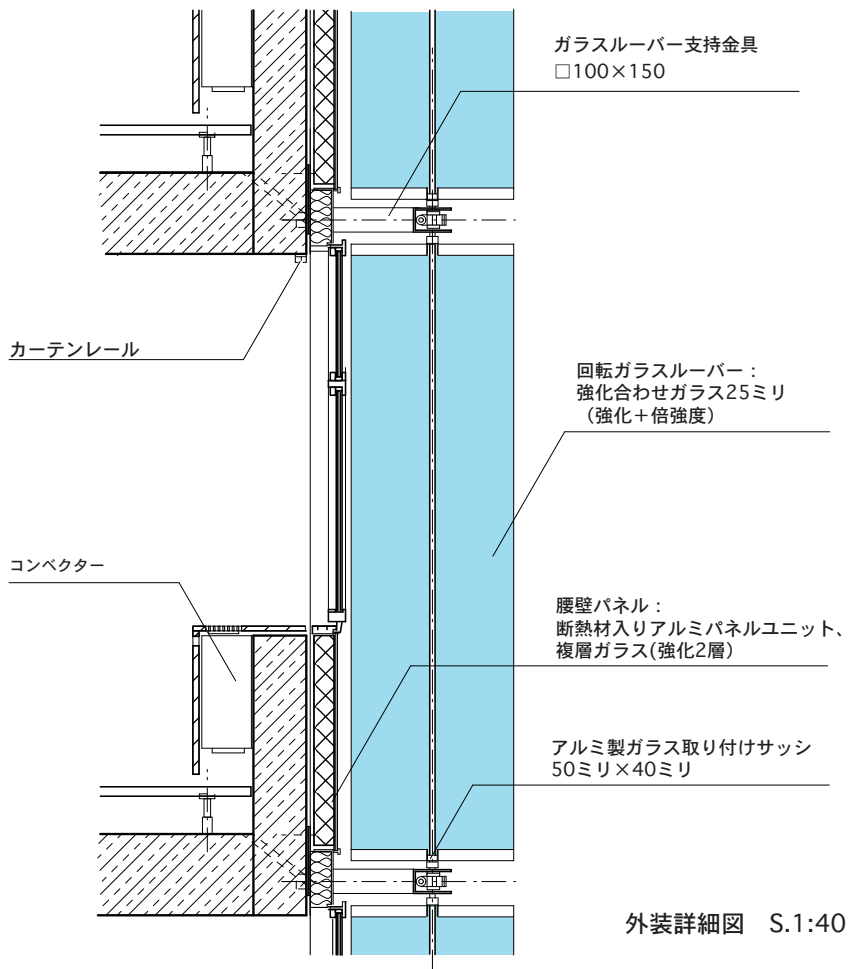 ガラスルーバー支持金具
□100×150
カーテンレール
回転ガラスルーバー：
強化合わせガラス25ミリ
（強化＋倍強度）
コンベクター
腰壁パネル：
断熱材入りアルミパネルユニット、
複層ガラス(強化2層）
アルミ製ガラス取り付けサッシ
50ミリ×40ミリ
外装詳細図　S.1:40